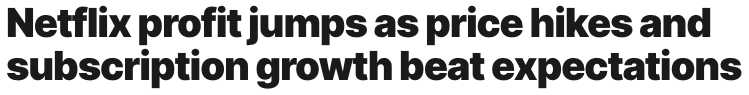 Netflix profit jumps as price hikes and
subscription growth beat expectations